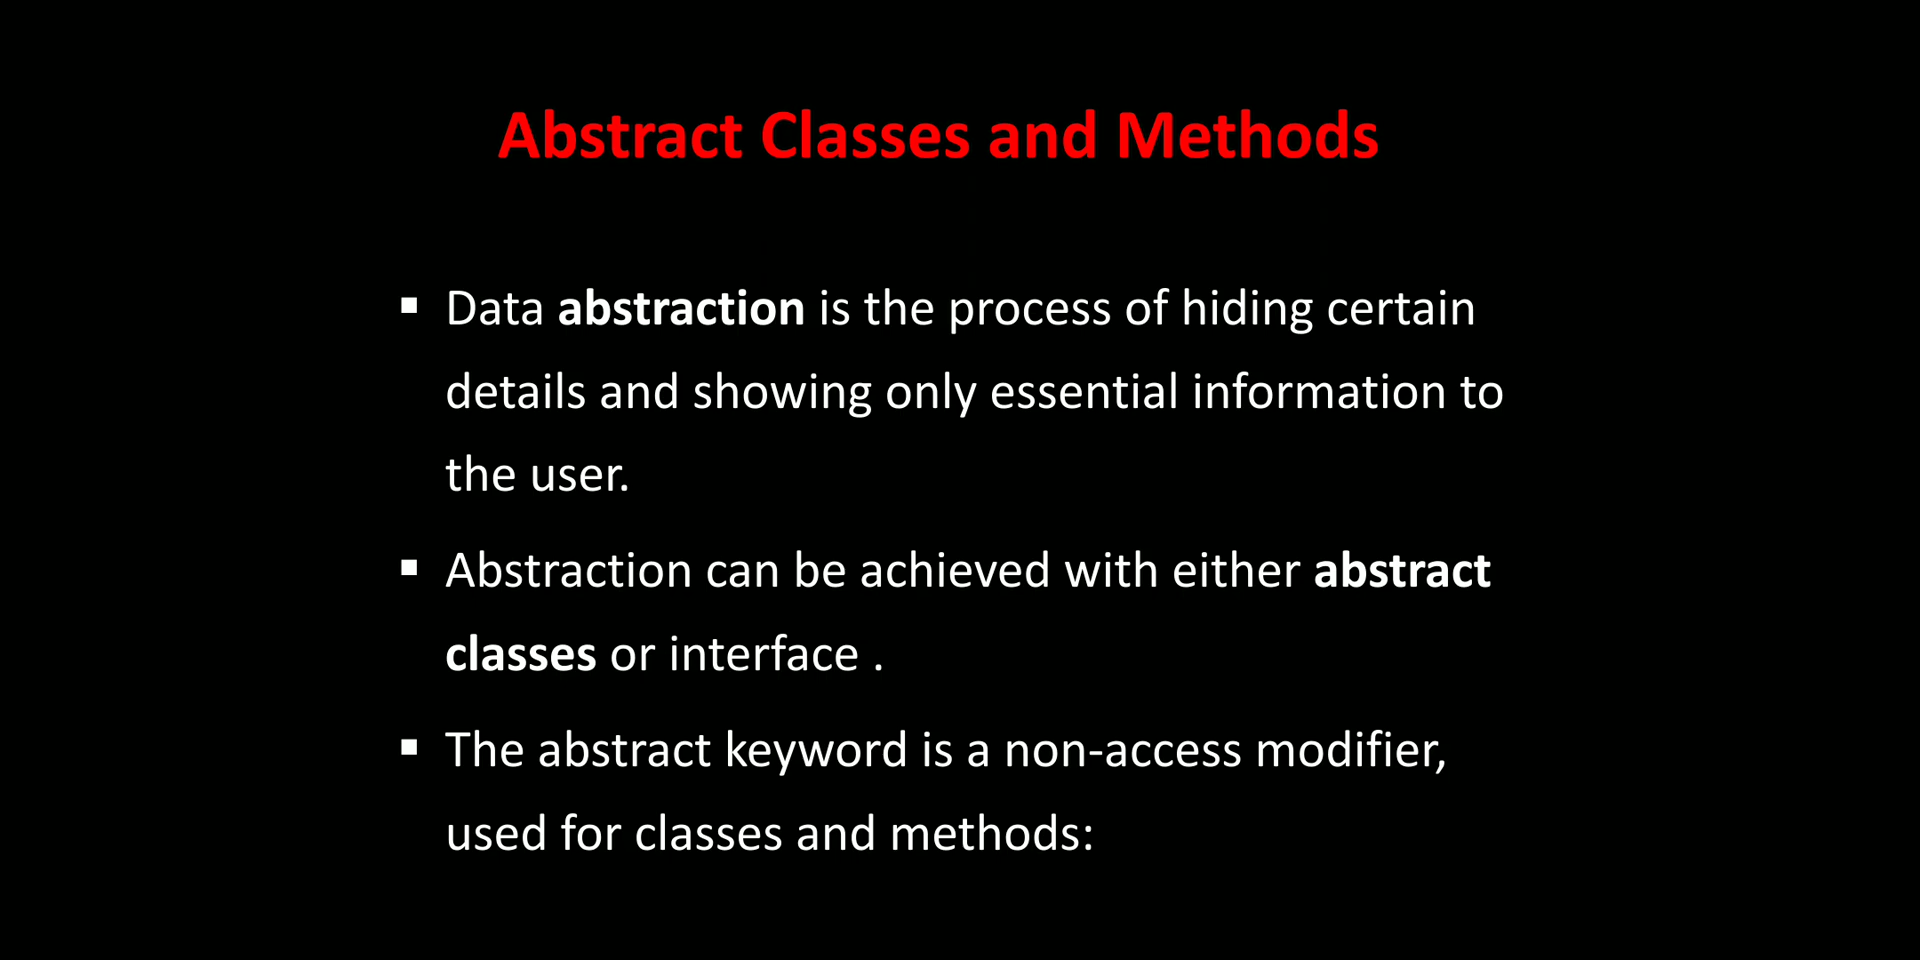 Abstract Classes and Methods
▪ Data abstraction is the process of hiding certain
details and showing only essential information to
the user.
▪ Abstraction can be achieved with either abstract
classes or interface .
▪ The abstract keyword is a non-access modifier,
used for classes and methods: